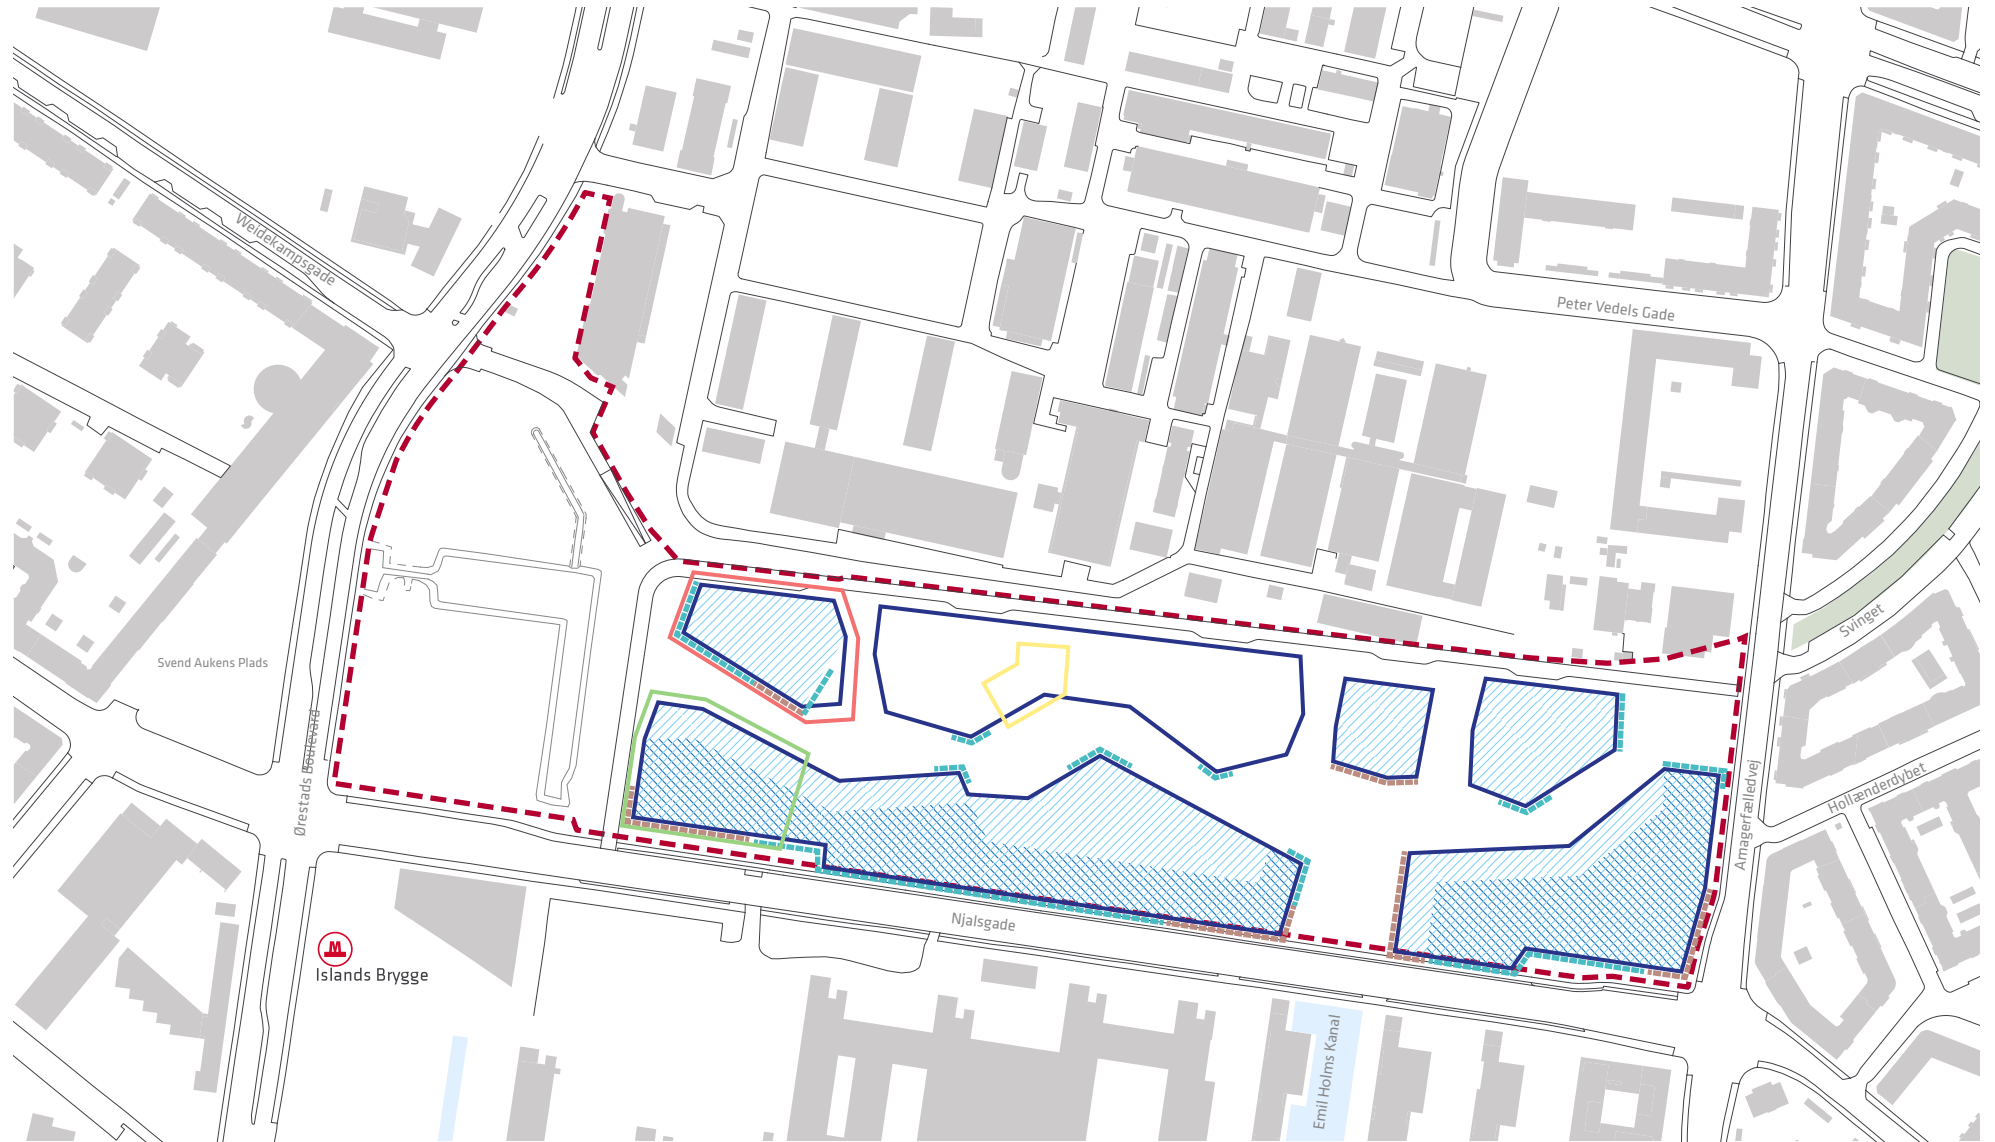 Weidekampsgade
Peter Vedels Gade
Svinget
Svend Aukens Plads
Ørestads Boulevard
Hollænderdybet
Amagerfælledvej
Njalsgade
M
Islands Brygge
Emil Holms Kanal